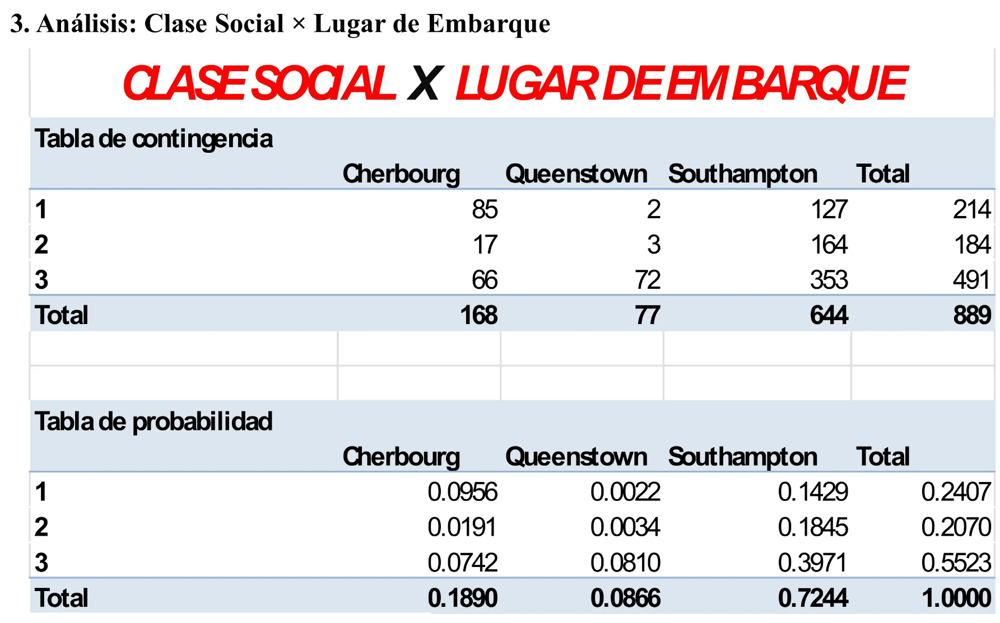 3. Análisis: Clase Social × Lugar de Embarque
CLASE SOCIAL X LUGAR DE EMBARQUE
Tabla de contingencia
Cherbourg Queenstown Southampton Total
1 85 2 127 214
2 17 3 164 184
3 66 72 353 491
Total 168 77 644 889
Tabla de probabilidad
Cherbourg Queenstown Southampton Total
1 0.0956 0.0022 0.1429 0.2407
2 0.0191 0.0034 0.1845 0.2070
3 0.0742 0.0810 0.3971 0.5523
Total 0.1890 0.0866 0.7244 1.0000